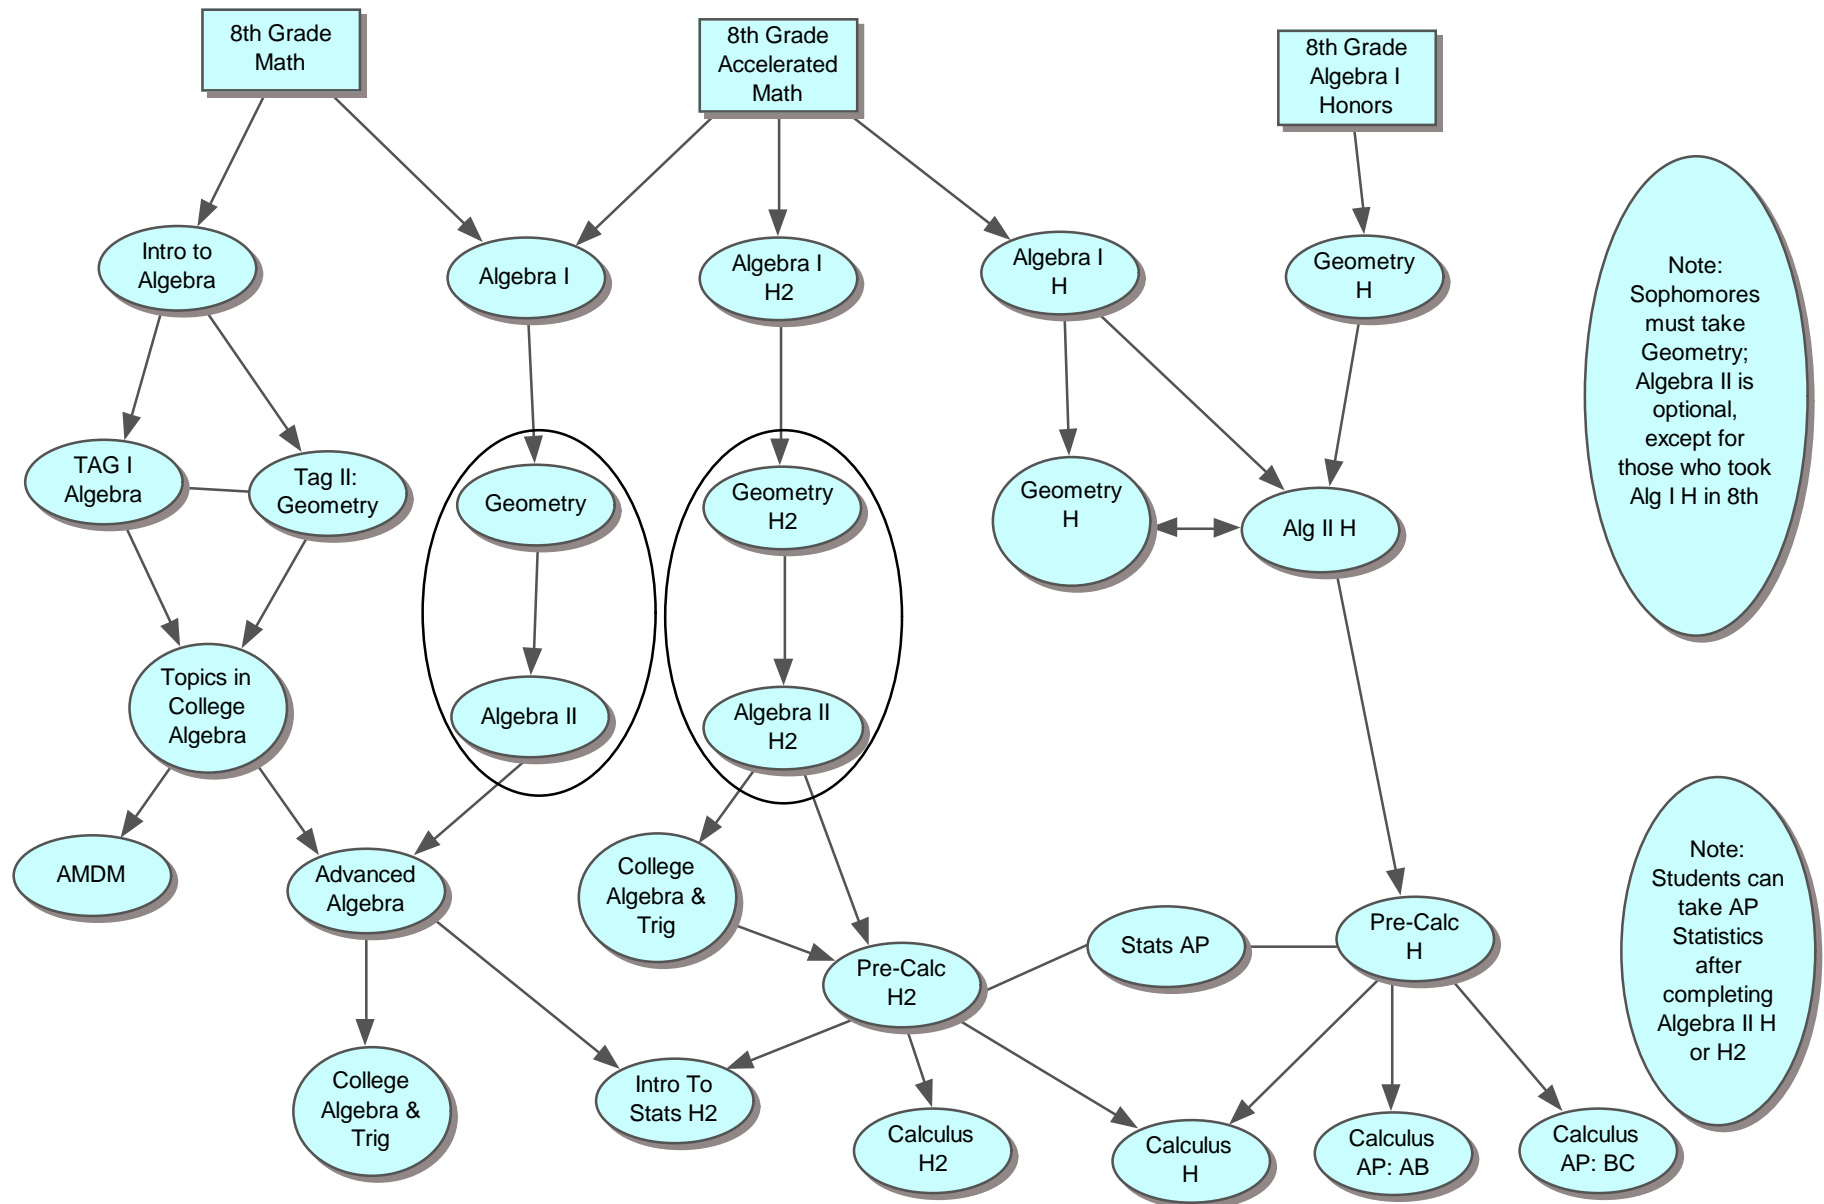 8th Grade
Math
8th Grade
Accelerated
Math
8th Grade
Algebra I
Honors
Intro to
Algebra
Algebra I
Algebra I
H2
Algebra I
H
Geometry
H
Note:
Sophomores
must take
Geometry;
Algebra II is
optional,
except for
those who took
Alg I H in 8th
TAG I
Algebra
Tag II:
Geometry
Geometry
Geometry
H2
Geometry
H
Alg II H
Topics in
College
Algebra
Algebra II
Algebra II
H2
AMDM
Advanced
Algebra
College
Algebra &
Trig
Pre-Calc
H2
Stats AP
Pre-Calc
H
Note:
Students can
take AP
Statistics
after
completing
Algebra II H
or H2
College
Algebra &
Trig
Intro To
Stats H2
Calculus
H2
Calculus
H
Calculus
AP: AB
Calculus
AP: BC